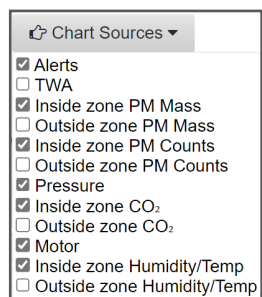 Chart Sources
Alerts
TWA
Inside zone PM Mass
Outside zone PM Mass
Inside zone PM Counts
Outside zone PM Counts
Pressure
Inside zone CO₂
Outside zone CO₂
Motor
Inside zone Humidity/Temp
Outside zone Humidity/Temp